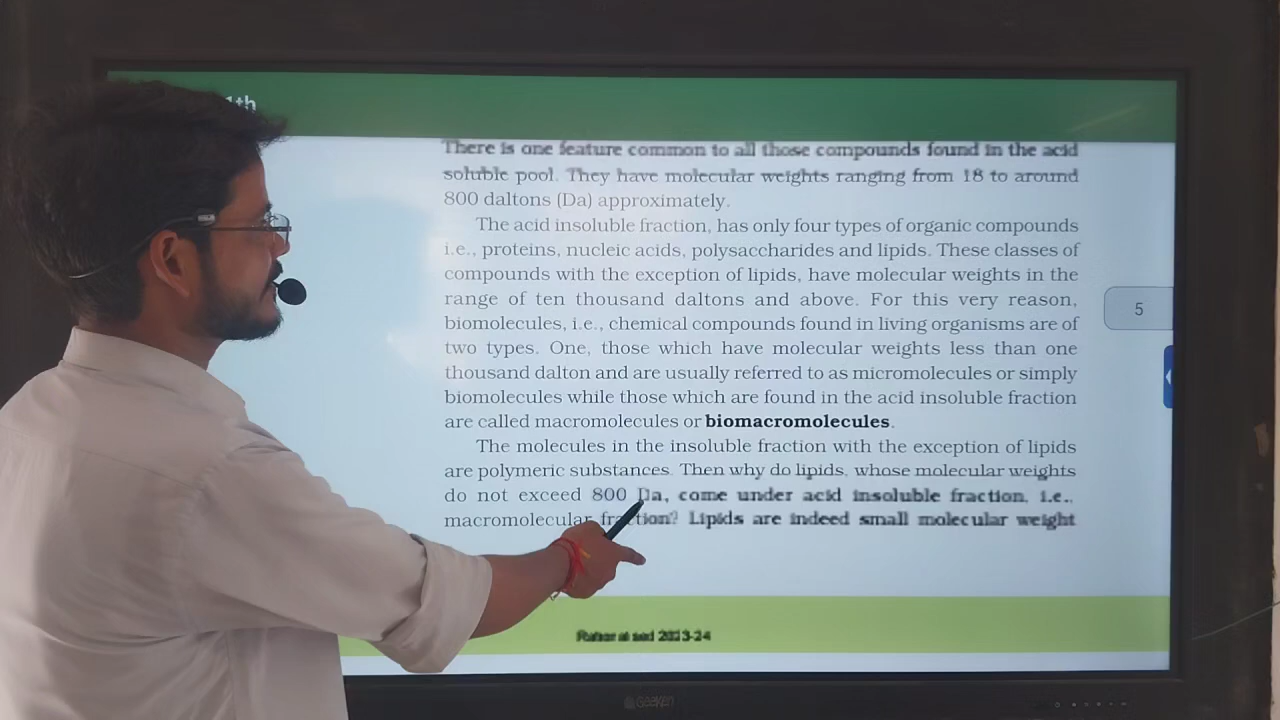 1th
There is one feature common to all those compounds found in the acid
soluble pool. They have molecular weights ranging from 18 to around
800 daltons (Da) approximately.
The acid insoluble fraction, has only four types of organic compounds
i.e., proteins, nucleic acids, polysaccharides and lipids. These classes of
compounds with the exception of lipids, have molecular weights in the
range of ten thousand daltons and above. For this very reason,
biomolecules, i.e., chemical compounds found in living organisms are of
two types. One, those which have molecular weights less than one
thousand dalton and are usually referred to as micromolecules or simply
biomolecules while those which are found in the acid insoluble fraction
are called macromolecules or biomacromolecules.
The molecules in the insoluble fraction with the exception of lipids
are polymeric substances. Then why do lipids, whose molecular weights
do not exceed 800 Da, come under acid insoluble fraction, i.e.,
macromolecular fraction? Lipids are indeed small molecular weight
5
2023-24
Geeken